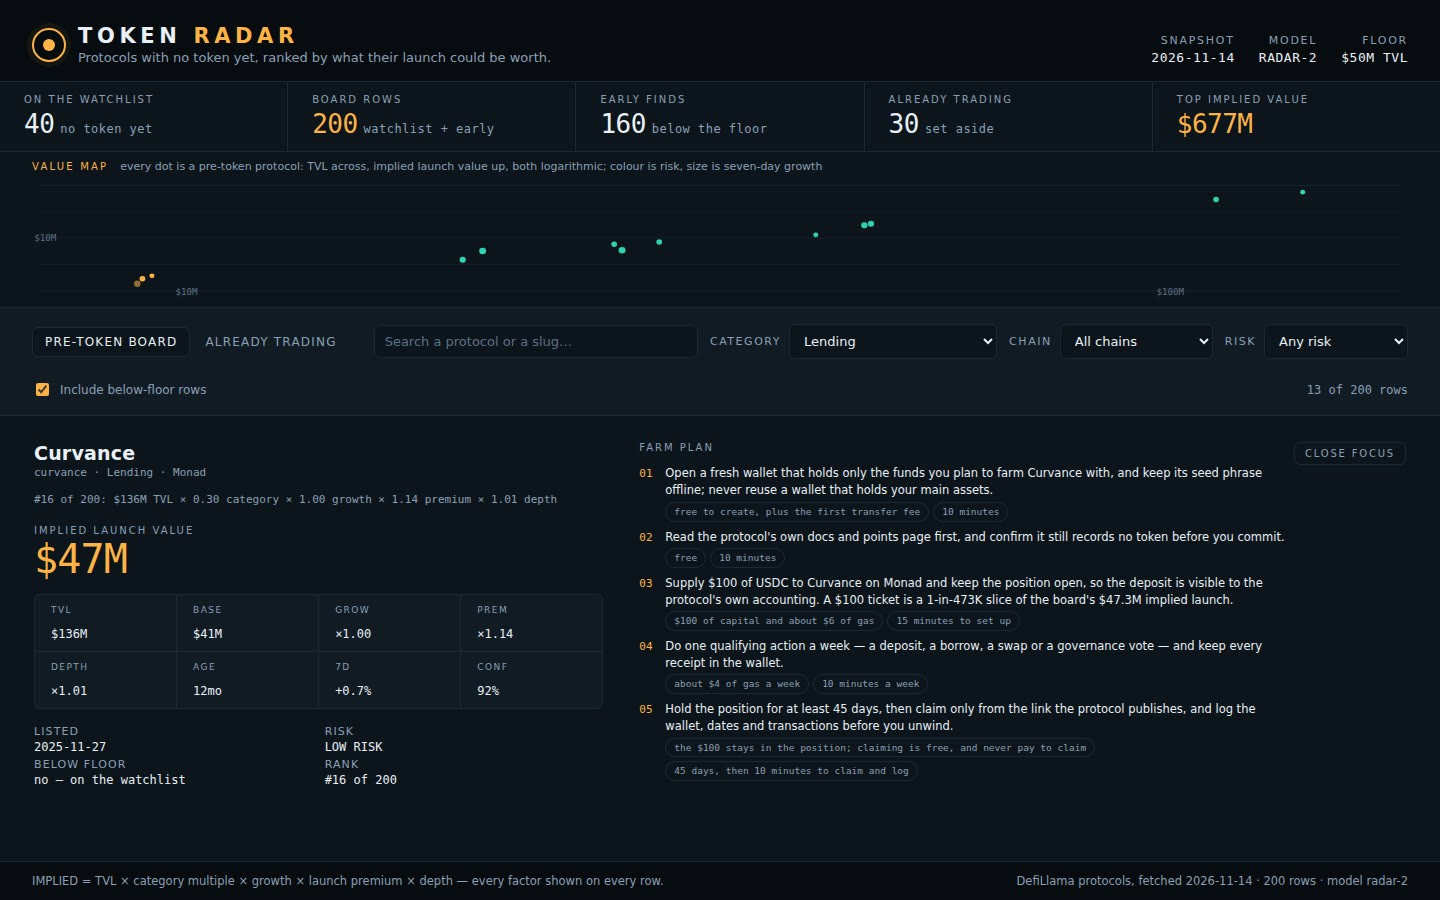 TOKEN RADAR
Protocols with no token yet, ranked by what their launch could be worth.
SNAPSHOT MODEL FLOOR
2026-11-14 RADAR-2 $50M TVL
ON THE WATCHLIST BOARD ROWS EARLY FINDS ALREADY TRADING TOP IMPLIED VALUE
40 no token yet 200 watchlist + early 160 below the floor 30 set aside $677M
VALUE MAP every dot is a pre-token protocol: TVL across, implied launch value up, both logarithmic; colour is risk, size is seven-day growth
$10M
$10M $100M
PRE-TOKEN BOARD ALREADY TRADING Search a protocol or a slug… CATEGORY Lending CHAIN All chains RISK Any risk
Include below-floor rows 13 of 200 rows
Curvance
curvance · Lending · Monad
#16 of 200: $136M TVL × 0.30 category × 1.00 growth × 1.14 premium × 1.01 depth
IMPLIED LAUNCH VALUE
$47M
TVL BASE GROW PREM
$136M $41M ×1.00 ×1.14
DEPTH AGE 7D CONF
×1.01 12mo +0.7% 92%
LISTED RISK
2025-11-27 LOW RISK
BELOW FLOOR RANK
no — on the watchlist #16 of 200
FARM PLAN CLOSE FOCUS
01 Open a fresh wallet that holds only the funds you plan to farm Curvance with, and keep its seed phrase
offline; never reuse a wallet that holds your main assets.
free to create, plus the first transfer fee 10 minutes
02 Read the protocol's own docs and points page first, and confirm it still records no token before you commit.
free 10 minutes
03 Supply $100 of USDC to Curvance on Monad and keep the position open, so the deposit is visible to the
protocol's own accounting. A $100 ticket is a 1-in-473K slice of the board's $47.3M implied launch.
$100 of capital and about $6 of gas 15 minutes to set up
04 Do one qualifying action a week — a deposit, a borrow, a swap or a governance vote — and keep every
receipt in the wallet.
about $4 of gas a week 10 minutes a week
05 Hold the position for at least 45 days, then claim only from the link the protocol publishes, and log the
wallet, dates and transactions before you unwind.
the $100 stays in the position; claiming is free, and never pay to claim
45 days, then 10 minutes to claim and log
IMPLIED = TVL × category multiple × growth × launch premium × depth — every factor shown on every row.
DefiLlama protocols, fetched 2026-11-14 · 200 rows · model radar-2